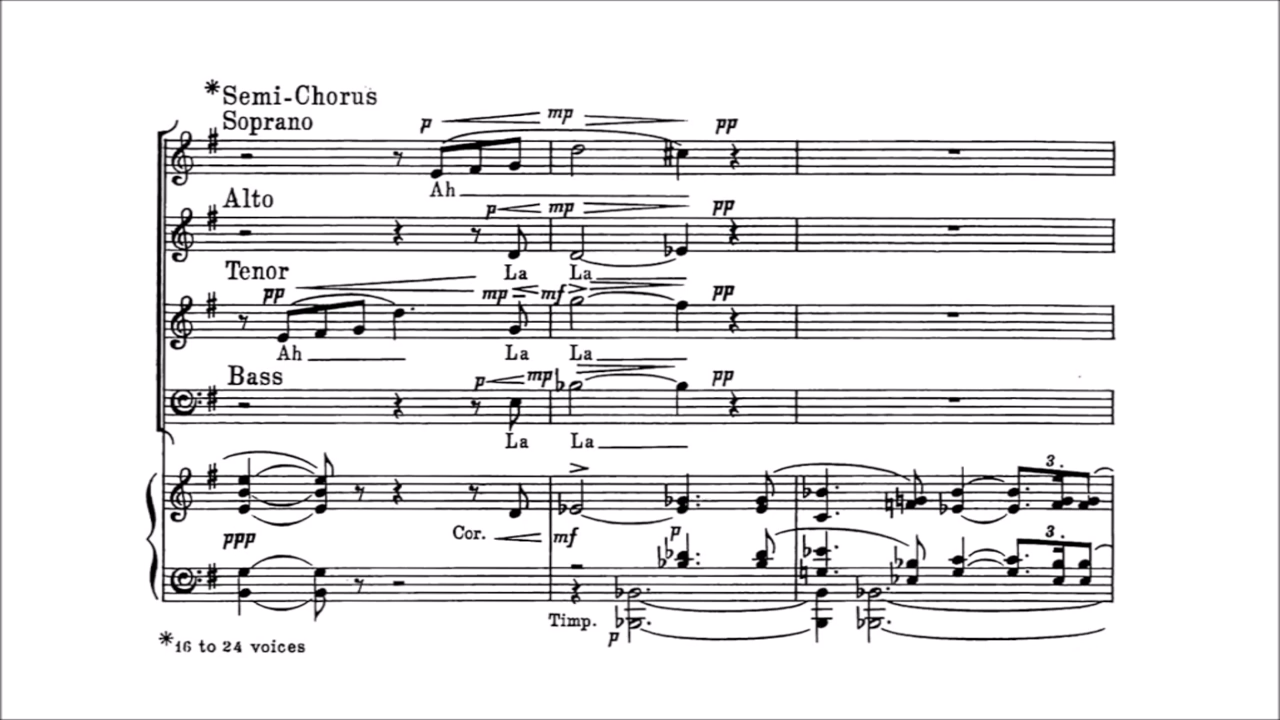 *Semi-Chorus
Soprano
p mp pp
Ah
Alto
p mp pp
La La
Tenor
pp mp mf pp
Ah La La
Bass
p mp pp
La La
3.
ppp Cor. mf p
3.
Timp.
p
*16 to 24 voices